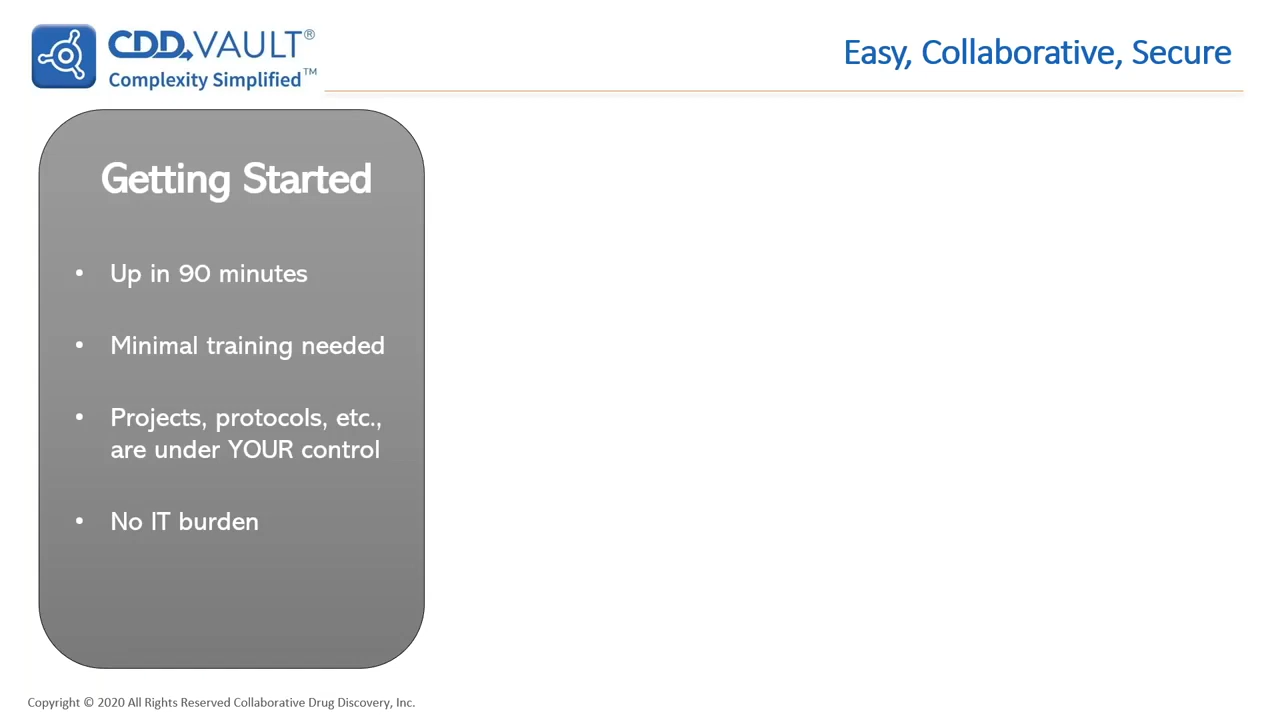 CDD VAULT®
Complexity Simplified™
Easy, Collaborative, Secure
Getting Started
• Up in 90 minutes
• Minimal training needed
• Projects, protocols, etc.,
are under YOUR control
• No IT burden
Copyright © 2020 All Rights Reserved Collaborative Drug Discovery, Inc.